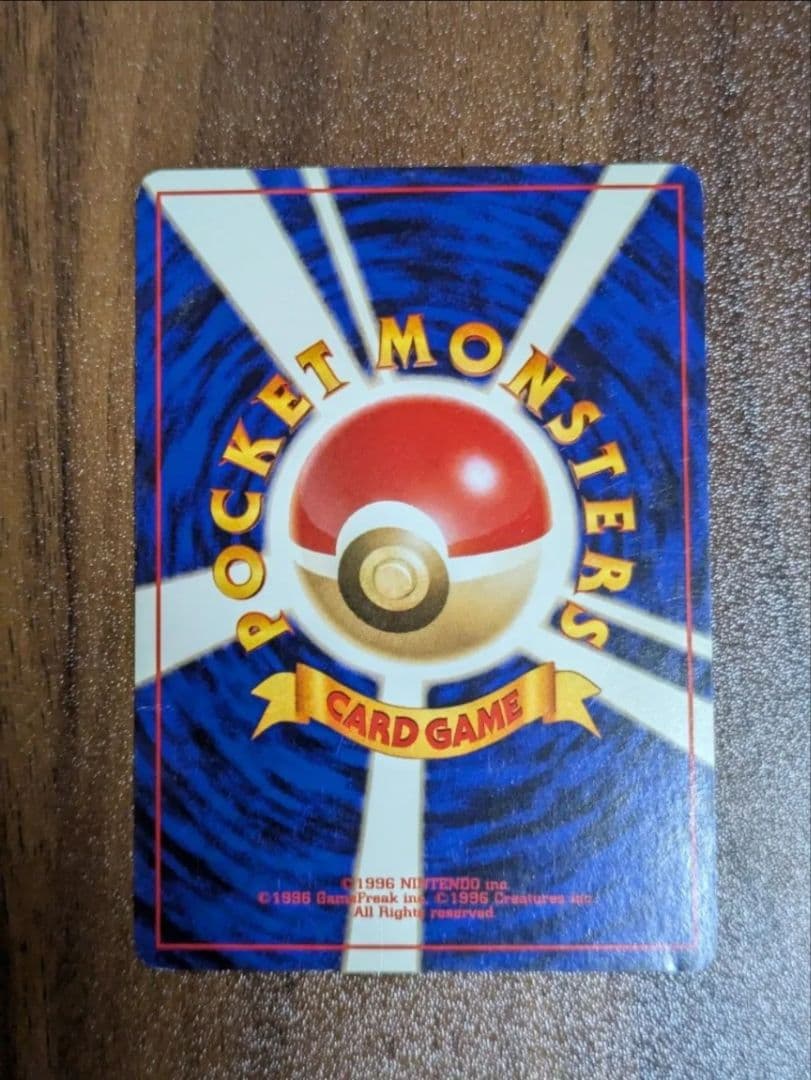 POCKET MONSTERS
CARD GAME
©1996 NINTENDO inc.
©1996 GameFreak inc. ©1996 Creatures inc.
All Rights reserved.